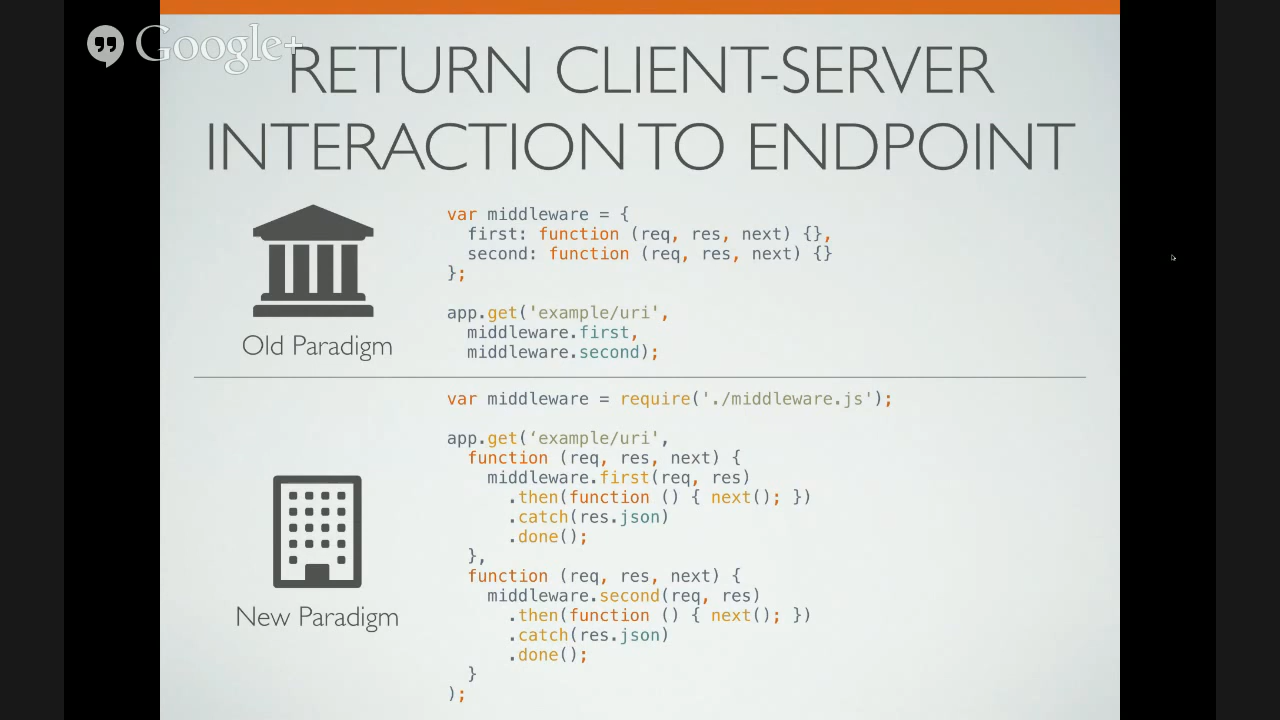 Google+
RETURN CLIENT-SERVER
INTERACTION TO ENDPOINT
Old Paradigm
var middleware = {
  first: function (req, res, next) {},
  second: function (req, res, next) {}
};
app.get('example/uri',
  middleware.first,
  middleware.second);
New Paradigm
var middleware = require('./middleware.js');
app.get(‘example/uri',
  function (req, res, next) {
    middleware.first(req, res)
      .then(function () { next(); })
      .catch(res.json)
      .done();
  },
  function (req, res, next) {
    middleware.second(req, res)
      .then(function () { next(); })
      .catch(res.json)
      .done();
  }
);